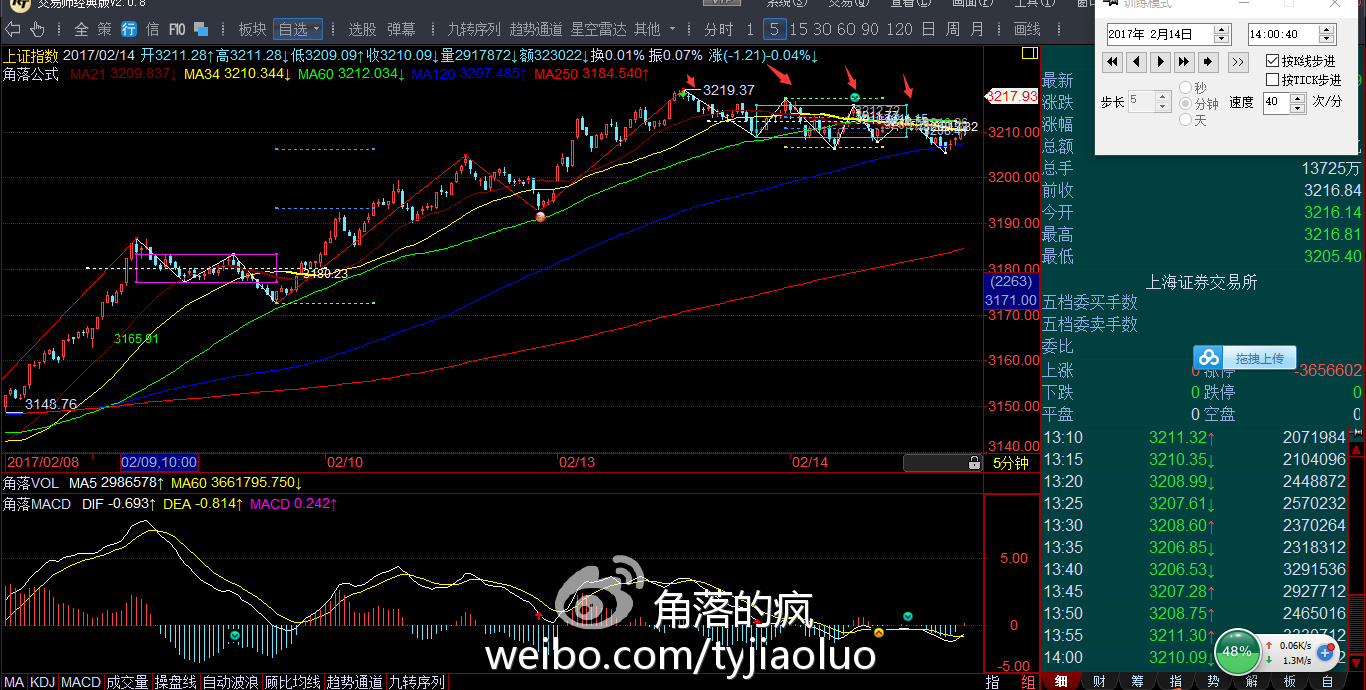 交易师经典版V2.0.8
全 策 行 信 F10 板块 自选 选股 弹幕 九转序列 趋势通道 星空雷达 其他 分时 1 5 15 30 60 90 120 日 周 月 画线
上证指数 2017/02/14 开3211.28↑高3211.28↓低3209.09↑收3210.09↓量2917872↓额323022↓换0.01% 振0.07% 涨(-1.21)-0.04%↓
角落公式 MA21 3209.837↓ MA34 3210.344↓ MA60 3212.034↓ MA120 3207.485↑ MA250 3184.540↑
3219.37
3217.93
3210.00
3200.00
3190.00
3180.00
3180.23
(2263)
3171.00
3170.00
3165.91
3160.00
3150.00
3148.76
3140.00
2017/02/08 02/09,10:00 02/10 02/13 02/14 5分钟
角落VOL MA5 2986578↑ MA60 3661795.750↓
角落MACD DIF -0.693↑ DEA -0.814↑ MACD 0.242↑
5.00
0
-5.00
角落的疯
weibo.com/tyjiaoluo
MA KDJ MACD 成交量 操盘线 自动波浪 顾比均线 趋势通道 九转序列 指 组
训练模式
2017年 2月14日 14:00:40
按K线步进
按TICK步进
步长 5 秒 分钟 天 速度 40 次/分
最新
涨跌
涨幅
总额
总手 13725万
前收 3216.84
今开 3216.14
最高 3216.81
最低 3205.40
上海证券交易所
五档委买手数
五档委卖手数
委比
拖拽上传
上涨 0 涨停 -3656602
下跌 0 跌停 0
平盘 0 空盘 0
13:10 3211.32↑ 2071984
13:15 3210.35↓ 2104096
13:20 3208.99↓ 2448872
13:25 3207.61↓ 2570232
13:30 3208.60↑ 2370264
13:35 3206.85↓ 2318312
13:40 3206.53↓ 3291536
13:45 3207.28↑ 2927712
13:50 3208.75↑ 2465016
13:55 3211.30↑
14:00 3210.09↓
48% 0.06K/s
1.3M/s
细 财 筹 指 势 解 板 自